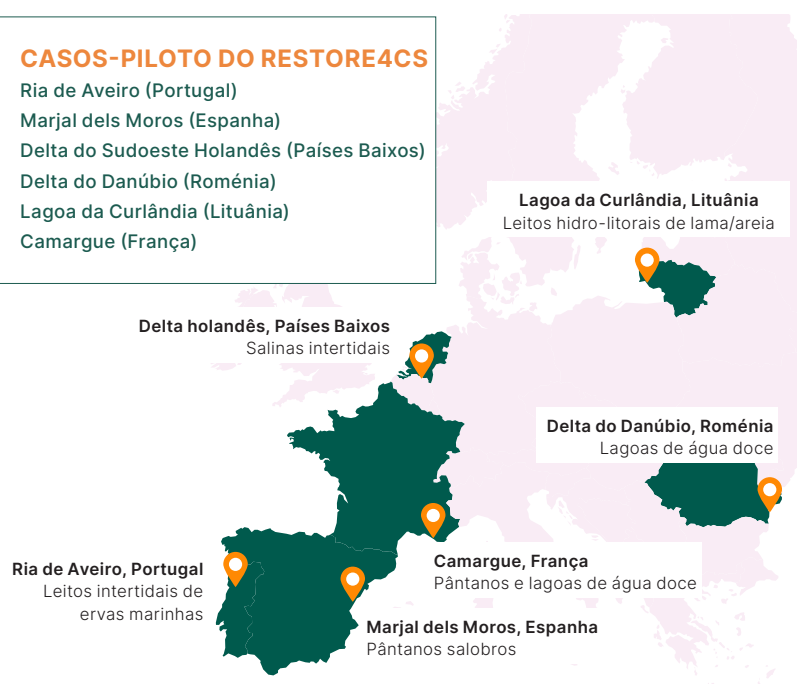 CASOS-PILOTO DO RESTORE4CS
Ria de Aveiro (Portugal)
Marjal dels Moros (Espanha)
Delta do Sudoeste Holandês (Países Baixos)
Delta do Danúbio (Roménia)
Lagoa da Curlândia (Lituânia)
Camargue (França)
Lagoa da Curlândia, Lituânia
Leitos hidro-litorais de lama/areia
Delta holandês, Países Baixos
Salinas intertidais
Delta do Danúbio, Roménia
Lagoas de água doce
Ria de Aveiro, Portugal
Leitos intertidais de
ervas marinhas
Camargue, França
Pântanos e lagoas de água doce
Marjal dels Moros, Espanha
Pântanos salobros